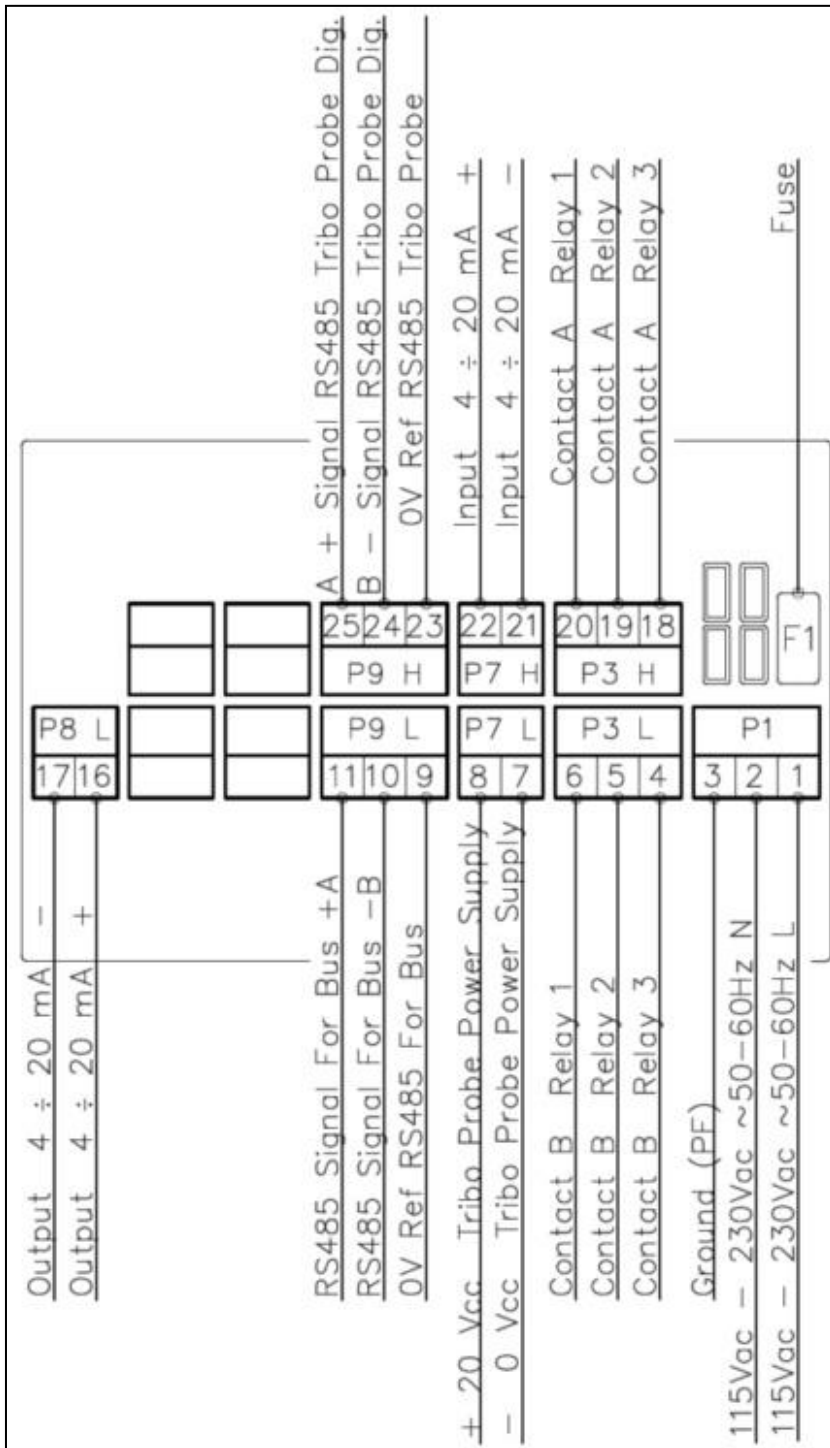 A + Signal RS485 Tribo Probe Dig.
B - Signal RS485 Tribo Probe Dig.
0V Ref RS485 Tribo Probe
Input 4 ÷ 20 mA +
Input 4 ÷ 20 mA -
Contact A Relay 1
Contact A Relay 2
Contact A Relay 3
Fuse
25 24 23
22 21
20 19 18
F1
P9 H
P7 H
P3 H
P8 L
P9 L
P7 L
P3 L
P1
17 16
11 10 9
8 7
6 5 4
3 2 1
Output 4 ÷ 20 mA -
Output 4 ÷ 20 mA +
RS485 Signal For Bus +A
RS485 Signal For Bus -B
0V Ref RS485 For Bus
+ 20 Vcc Tribo Probe Power Supply
- 0 Vcc Tribo Probe Power Supply
Contact B Relay 1
Contact B Relay 2
Contact B Relay 3
Ground (PE)
115Vac - 230Vac ~50-60Hz N
115Vac - 230Vac ~50-60Hz L